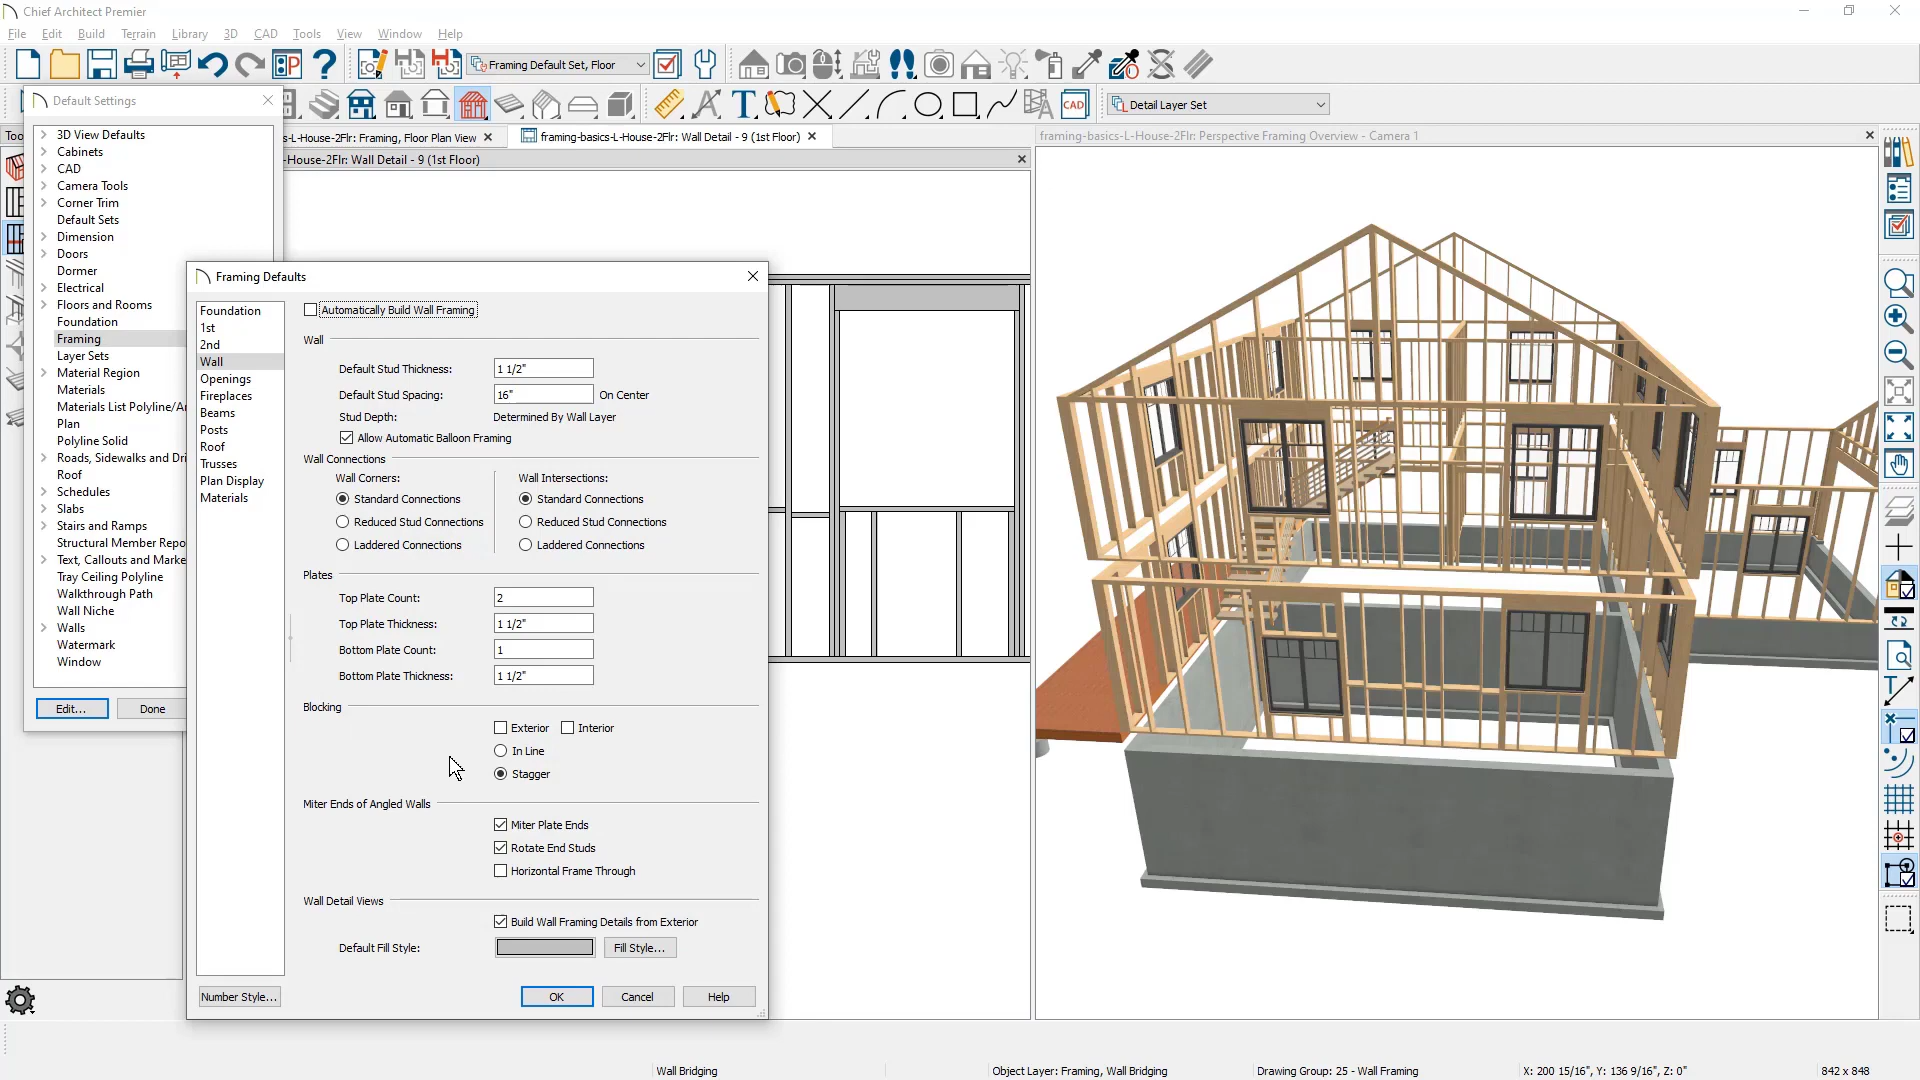 Chief Architect Premier
File Edit Build Terrain Library 3D CAD Tools View Window Help
Framing Default Set, Floor
Detail Layer Set
CAD
Default Settings
s-L-House-2Flr: Framing, Floor Plan View
framing-basics-L-House-2Flr: Wall Detail - 9 (1st Floor)
framing-basics-L-House-2Flr: Perspective Framing Overview - Camera 1
-House-2Flr: Wall Detail - 9 (1st Floor)
Too
3D View Defaults
Cabinets
CAD
Camera Tools
Corner Trim
Default Sets
Dimension
Doors
Dormer
Electrical
Floors and Rooms
Foundation
Framing
Layer Sets
Material Region
Materials
Materials List Polyline/Ar
Plan
Polyline Solid
Roads, Sidewalks and Dri
Roof
Schedules
Slabs
Stairs and Ramps
Structural Member Repo
Text, Callouts and Marke
Tray Ceiling Polyline
Walkthrough Path
Wall Niche
Walls
Watermark
Window
Edit...
Done
Framing Defaults
Foundation
1st
2nd
Wall
Openings
Fireplaces
Beams
Posts
Roof
Trusses
Plan Display
Materials
Automatically Build Wall Framing
Wall
Default Stud Thickness: 1 1/2"
Default Stud Spacing: 16" On Center
Stud Depth: Determined By Wall Layer
Allow Automatic Balloon Framing
Wall Connections
Wall Corners: Wall Intersections:
Standard Connections Standard Connections
Reduced Stud Connections Reduced Stud Connections
Laddered Connections Laddered Connections
Plates
Top Plate Count: 2
Top Plate Thickness: 1 1/2"
Bottom Plate Count: 1
Bottom Plate Thickness: 1 1/2"
Blocking
Exterior Interior
In Line
Stagger
Miter Ends of Angled Walls
Miter Plate Ends
Rotate End Studs
Horizontal Frame Through
Wall Detail Views
Build Wall Framing Details from Exterior
Default Fill Style: Fill Style...
Number Style... OK Cancel Help
Wall Bridging Object Layer: Framing, Wall Bridging Drawing Group: 25 - Wall Framing X: 200 15/16", Y: 136 9/16", Z: 0" 842 x 848